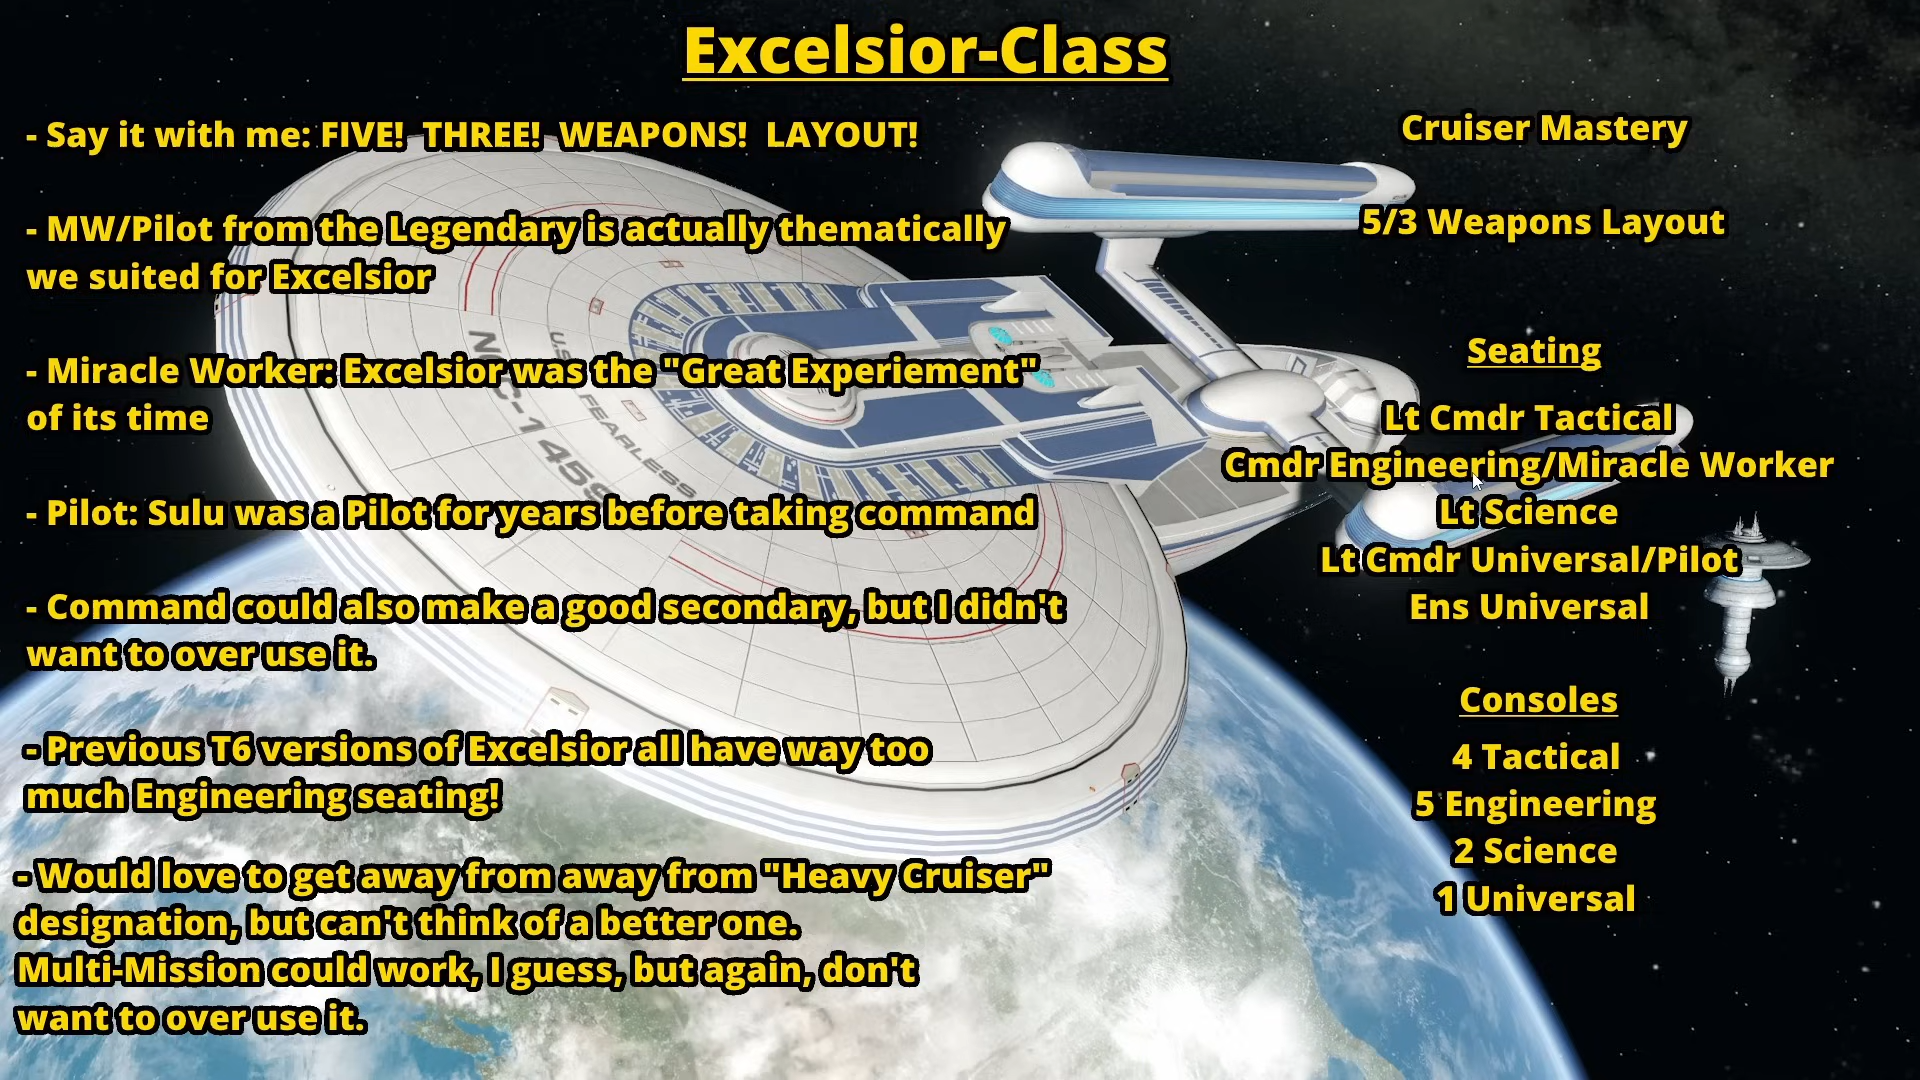 Excelsior-Class
- Say it with me: FIVE!  THREE!  WEAPONS!  LAYOUT!
- MW/Pilot from the Legendary is actually thematically
we suited for Excelsior
- Miracle Worker: Excelsior was the "Great Experiement"
of its time
- Pilot: Sulu was a Pilot for years before taking command
- Command could also make a good secondary, but I didn't
want to over use it.
- Previous T6 versions of Excelsior all have way too
much Engineering seating!
- Would love to get away from away from "Heavy Cruiser"
designation, but can't think of a better one.
Multi-Mission could work, I guess, but again, don't
want to over use it.
Cruiser Mastery
5/3 Weapons Layout
Seating
Lt Cmdr Tactical
Cmdr Engineering/Miracle Worker
Lt Science
Lt Cmdr Universal/Pilot
Ens Universal
Consoles
4 Tactical
5 Engineering
2 Science
1 Universal
FEARLESS